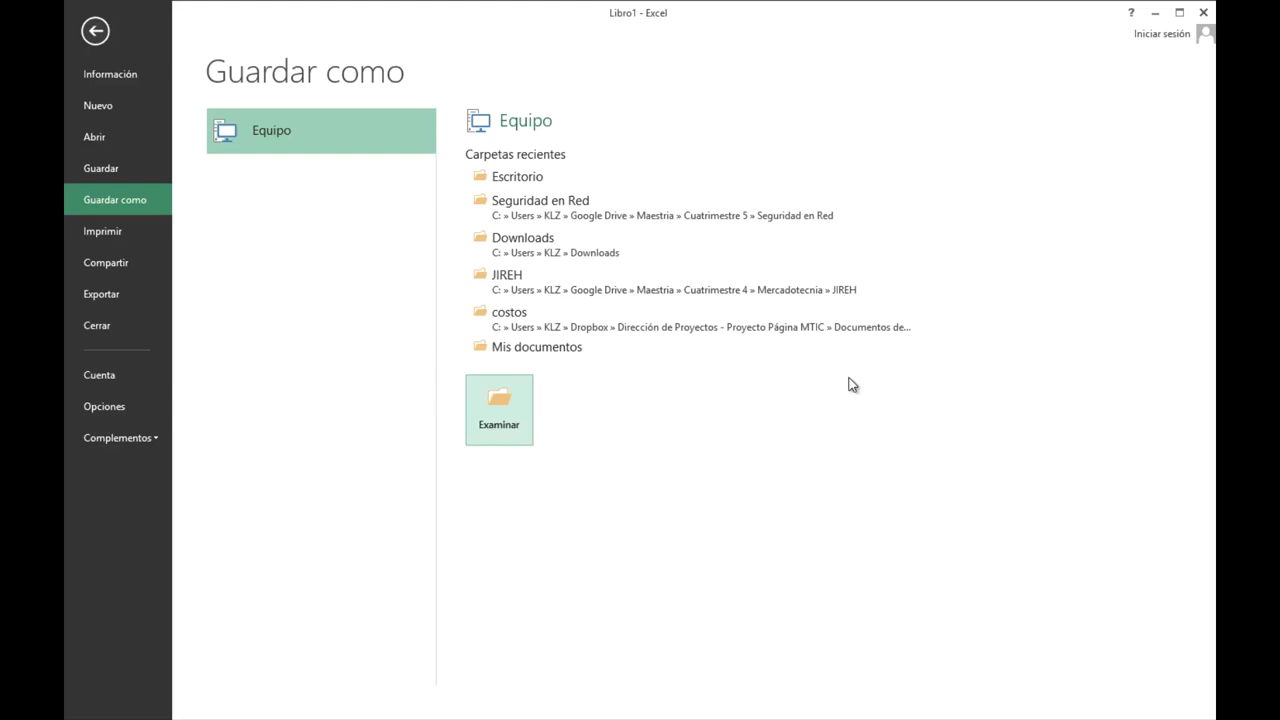 Libro1 - Excel
?
Iniciar sesión
Información
Nuevo
Abrir
Guardar
Guardar como
Imprimir
Compartir
Exportar
Cerrar
Cuenta
Opciones
Complementos
Guardar como
Equipo
Equipo
Carpetas recientes
Escritorio
Seguridad en Red
C: » Users » KLZ » Google Drive » Maestria » Cuatrimestre 5 » Seguridad en Red
Downloads
C: » Users » KLZ » Downloads
JIREH
C: » Users » KLZ » Google Drive » Maestria » Cuatrimestre 4 » Mercadotecnia » JIREH
costos
C: » Users » KLZ » Dropbox » Dirección de Proyectos - Proyecto Página MTIC » Documentos de...
Mis documentos
Examinar